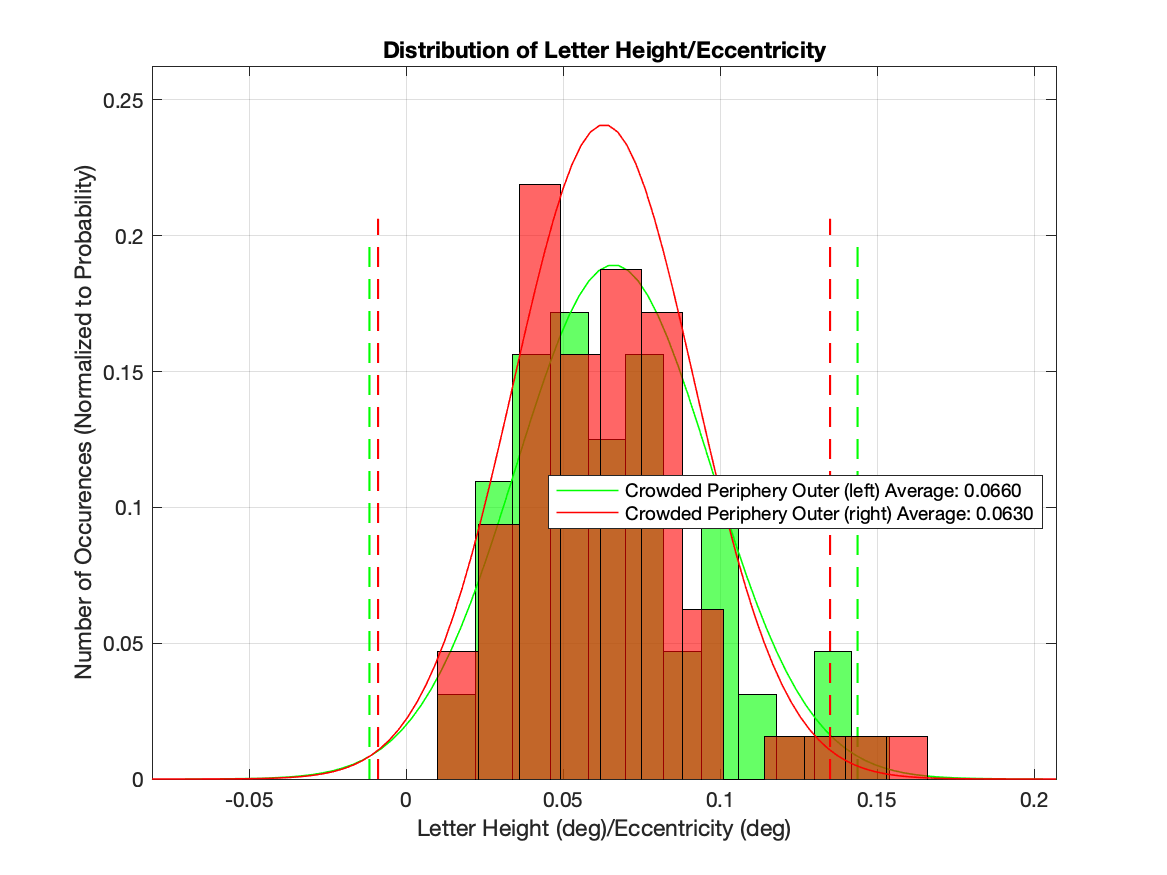 Distribution of Letter Height/Eccentricity
0.25
0.2
0.15
0.1
0.05
0
Number of Occurences (Normalized to Probability)
Crowded Periphery Outer (left) Average: 0.0660
Crowded Periphery Outer (right) Average: 0.0630
-0.05 0 0.05 0.1 0.15 0.2
Letter Height (deg)/Eccentricity (deg)